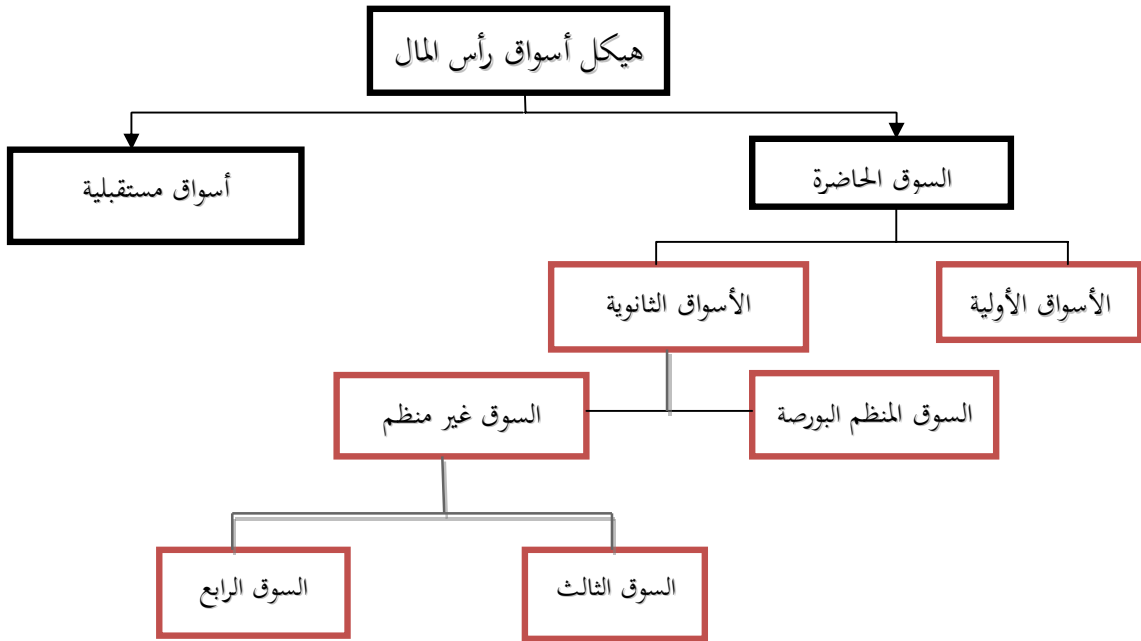 هيكل أسواق رأس المال
السوق الحاضرة
أسواق مستقبلية
الأسواق الأولية
الأسواق الثانوية
السوق المنظم البورصة
السوق غير منظم
السوق الثالث
السوق الرابع